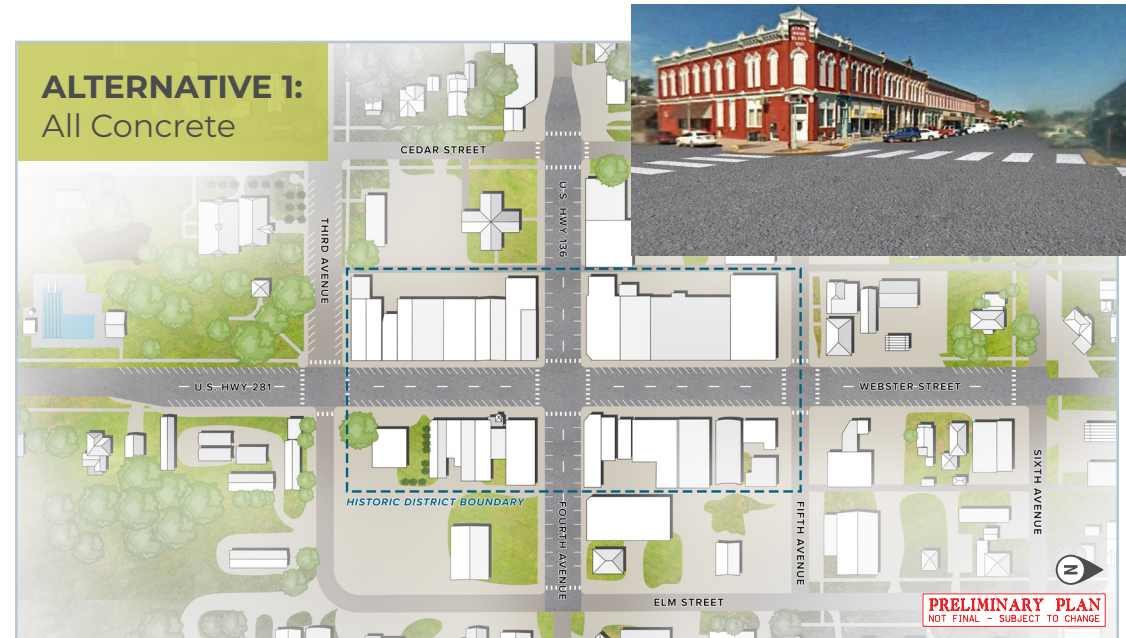 ALTERNATIVE 1:
All Concrete
CEDAR STREET
U.S. HWY 136
THIRD AVENUE
U.S. HWY 281
WEBSTER STREET
HISTORIC DISTRICT BOUNDARY
FOURTH AVENUE
FIFTH AVENUE
SIXTH AVENUE
ELM STREET
N
PRELIMINARY PLAN
NOT FINAL - SUBJECT TO CHANGE